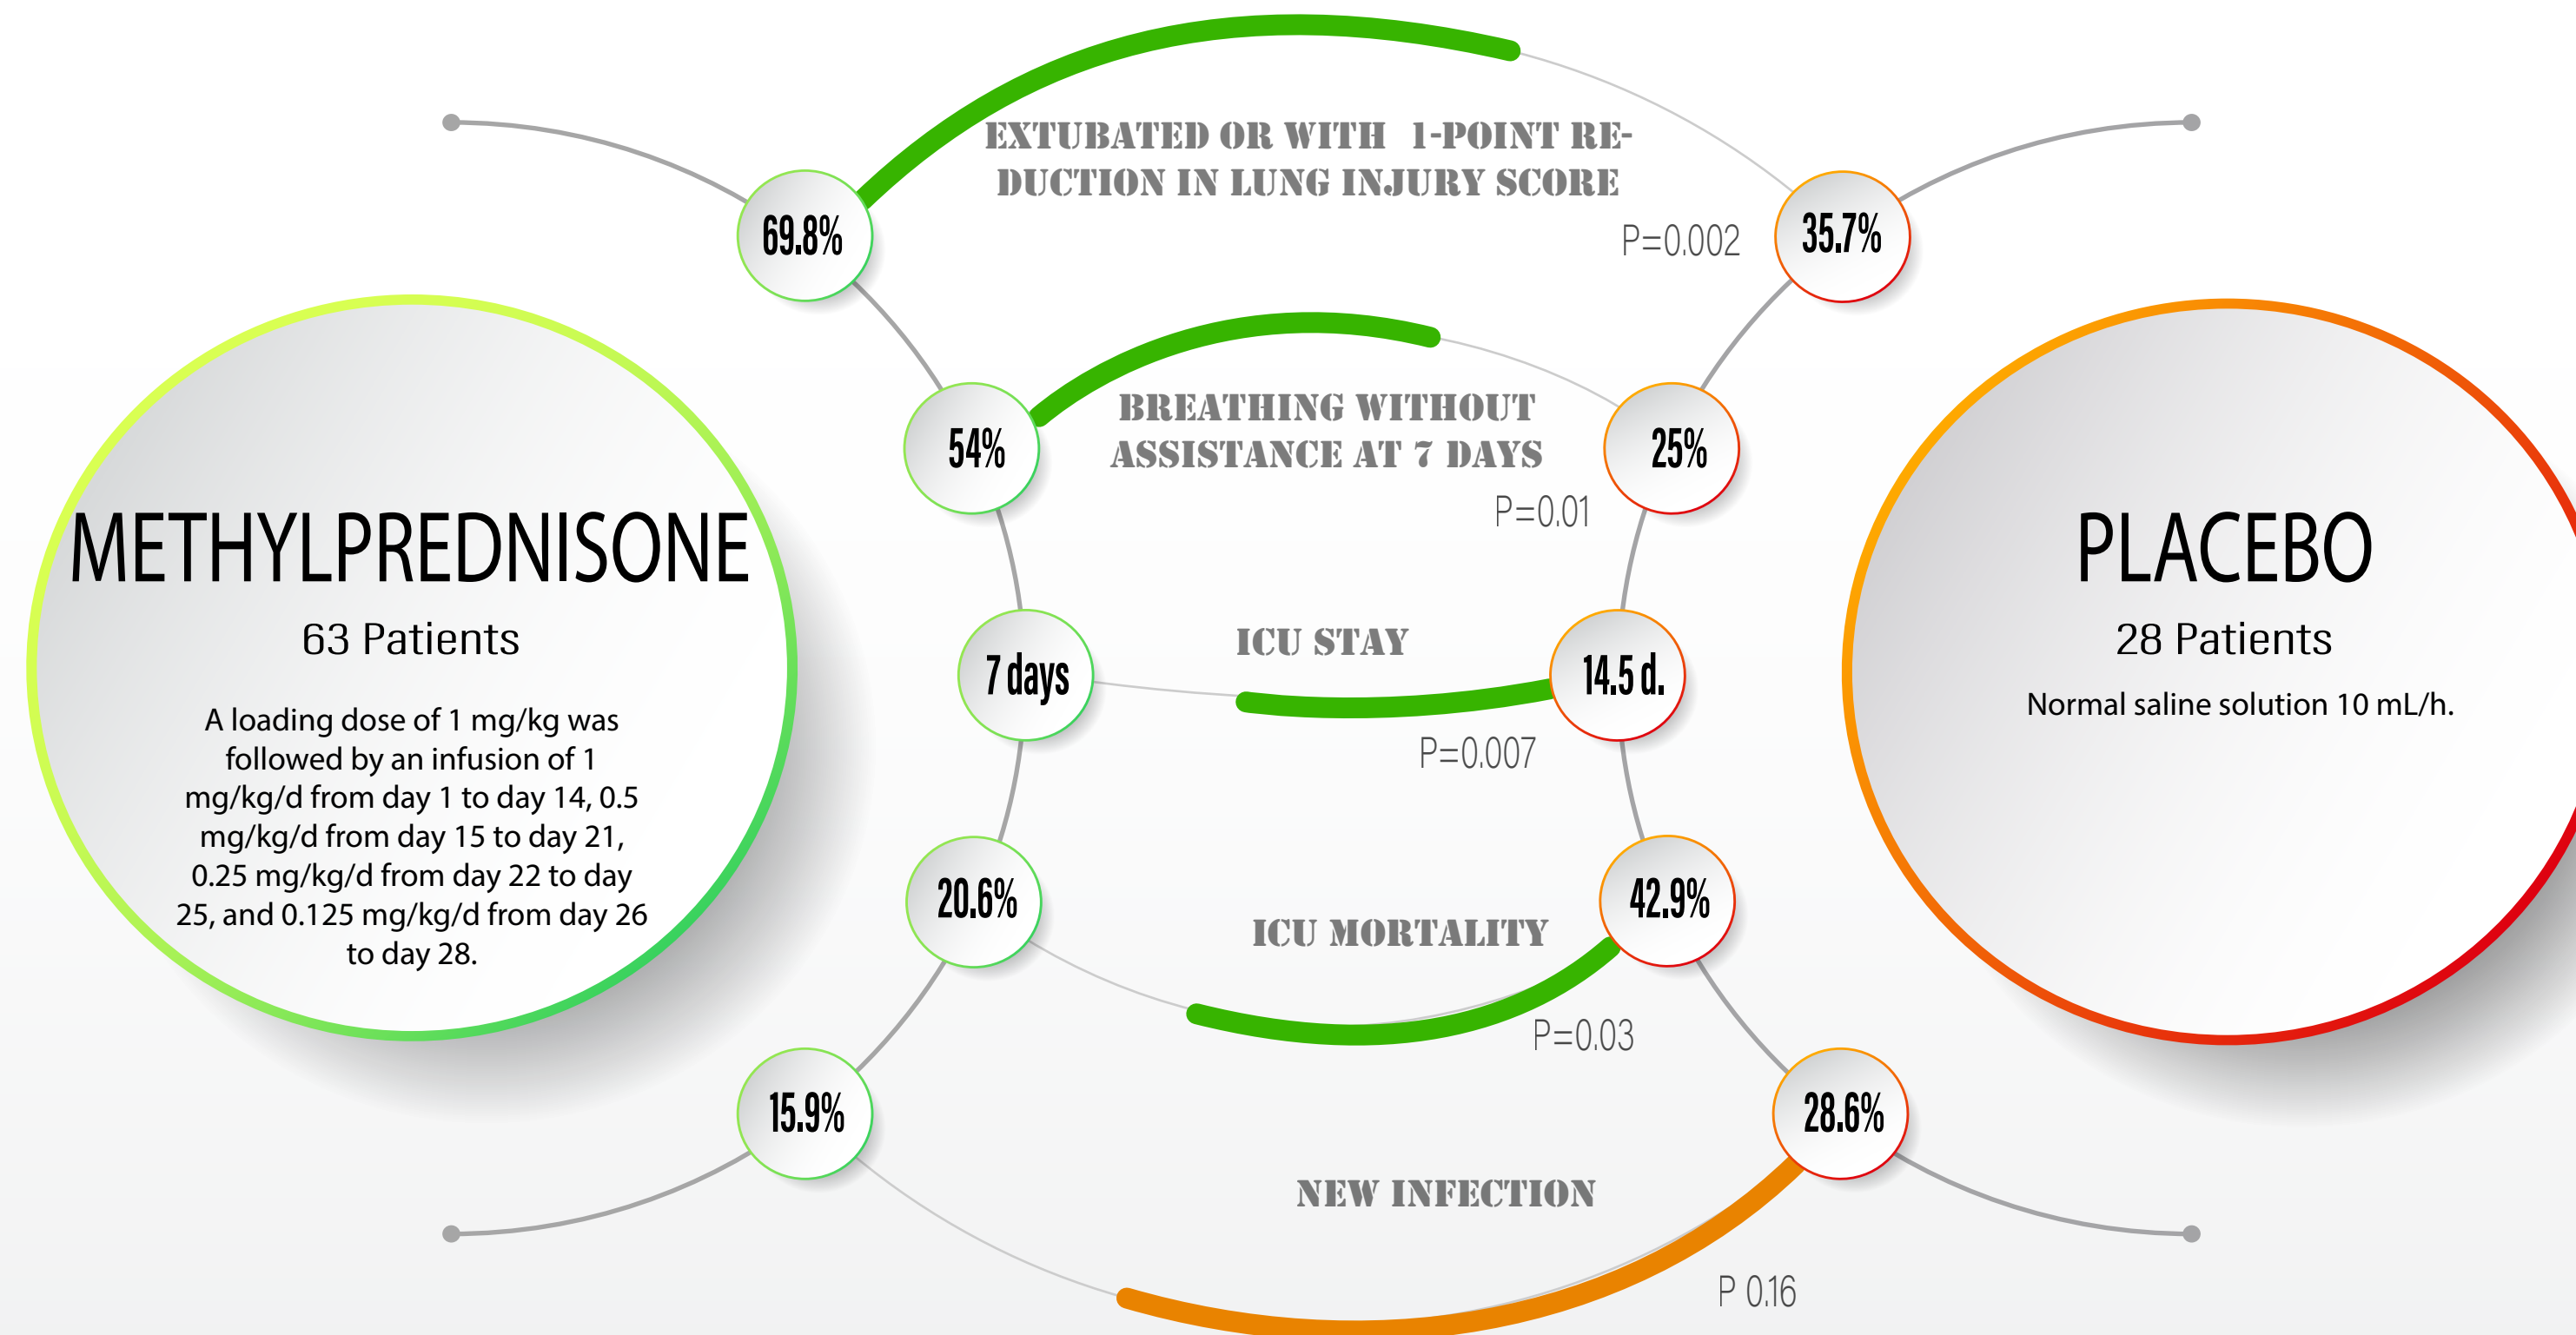 METHYLPREDNISONE
63 Patients
A loading dose of 1 mg/kg was
followed by an infusion of 1
mg/kg/d from day 1 to day 14, 0.5
mg/kg/d from day 15 to day 21,
0.25 mg/kg/d from day 22 to day
25, and 0.125 mg/kg/d from day 26
to day 28.
EXTUBATED OR WITH 1-POINT RE-
DUCTION IN LUNG INJURY SCORE
69.8%
P=0.002
35.7%
BREATHING WITHOUT
ASSISTANCE AT 7 DAYS
54%
25%
P=0.01
ICU STAY
7 days
14.5 d.
P=0.007
20.6%
42.9%
ICU MORTALITY
P=0.03
15.9%
28.6%
NEW INFECTION
P 0.16
PLACEBO
28 Patients
Normal saline solution 10 mL/h.